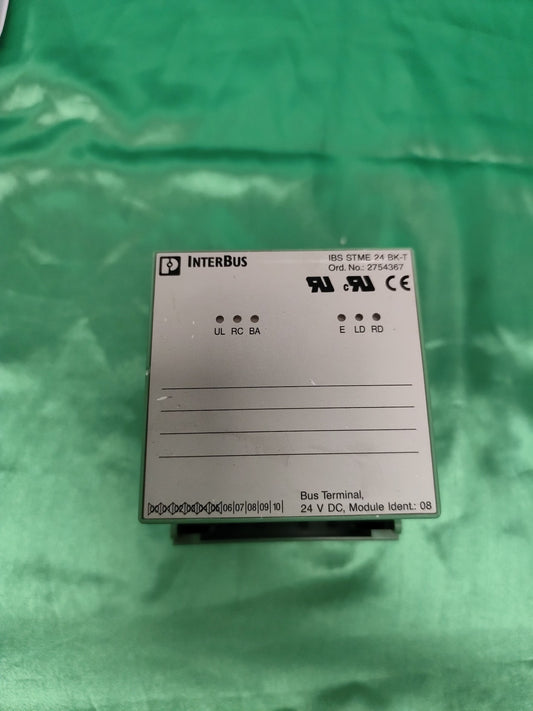 INTERBUS
IBS STME 24 BK-T
Ord. No.: 2754367
UL RC BA
E LD RD
Bus Terminal,
24 V DC, Module Ident.: 08
|06|07|08|09|10|